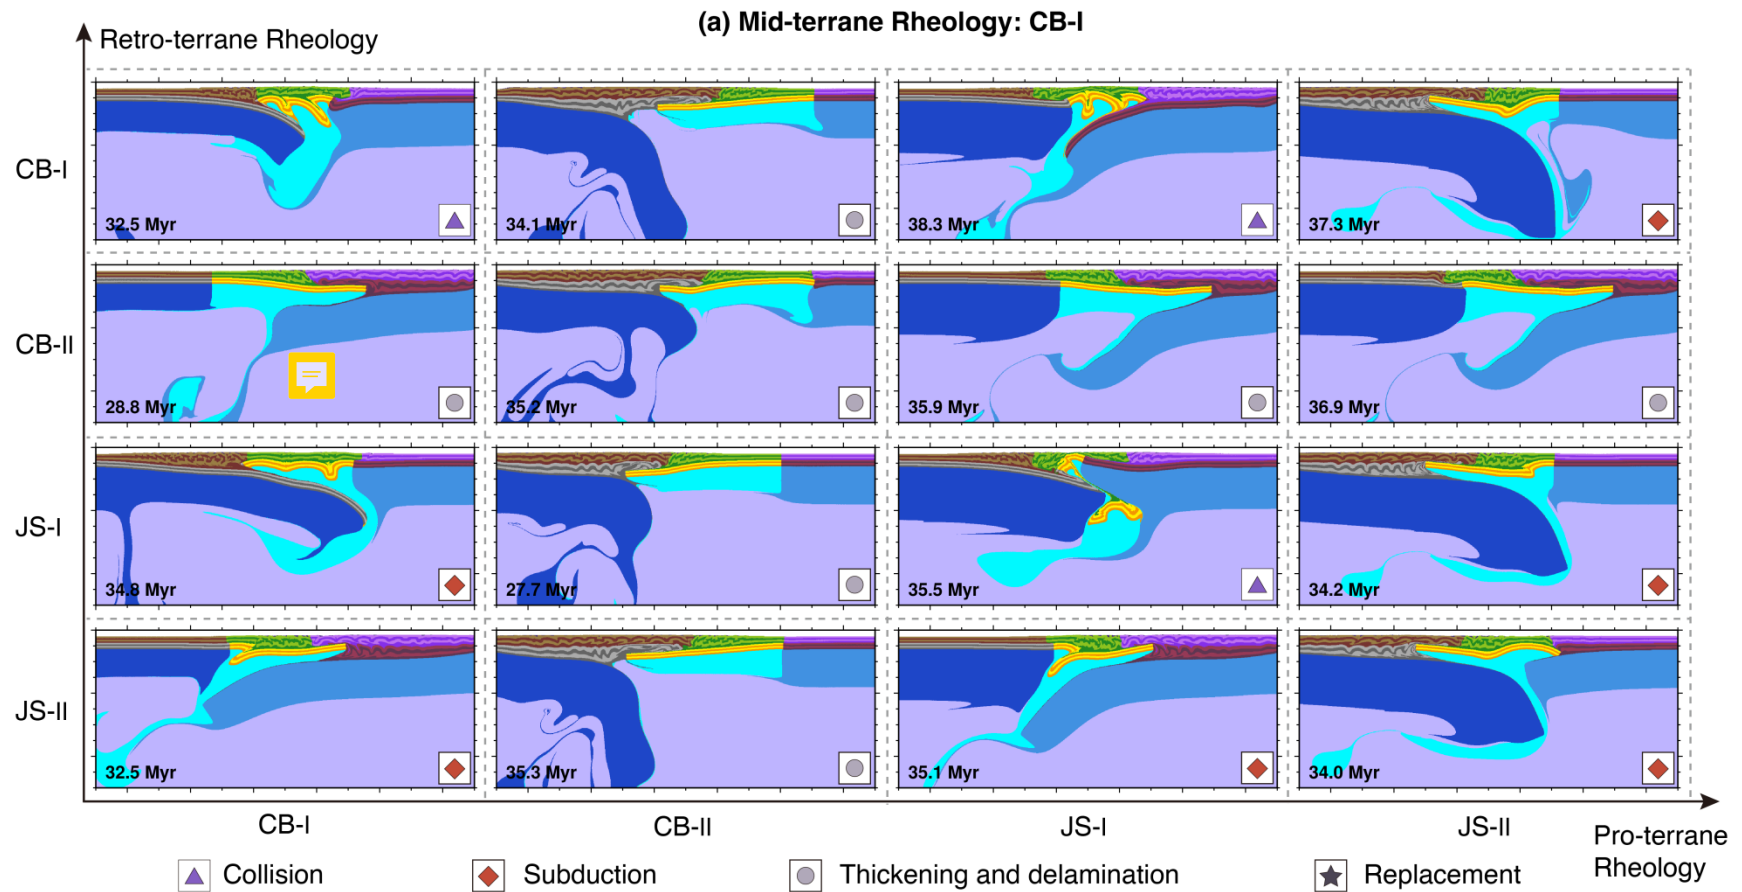 (a) Mid-terrane Rheology: CB-I
Retro-terrane Rheology
CB-I
32.5 Myr
34.1 Myr
38.3 Myr
37.3 Myr
CB-II
28.8 Myr
35.2 Myr
35.9 Myr
36.9 Myr
JS-I
34.8 Myr
27.7 Myr
35.5 Myr
34.2 Myr
JS-II
32.5 Myr
35.3 Myr
35.1 Myr
34.0 Myr
CB-I
CB-II
JS-I
JS-II
Pro-terrane
Rheology
Collision
Subduction
Thickening and delamination
Replacement